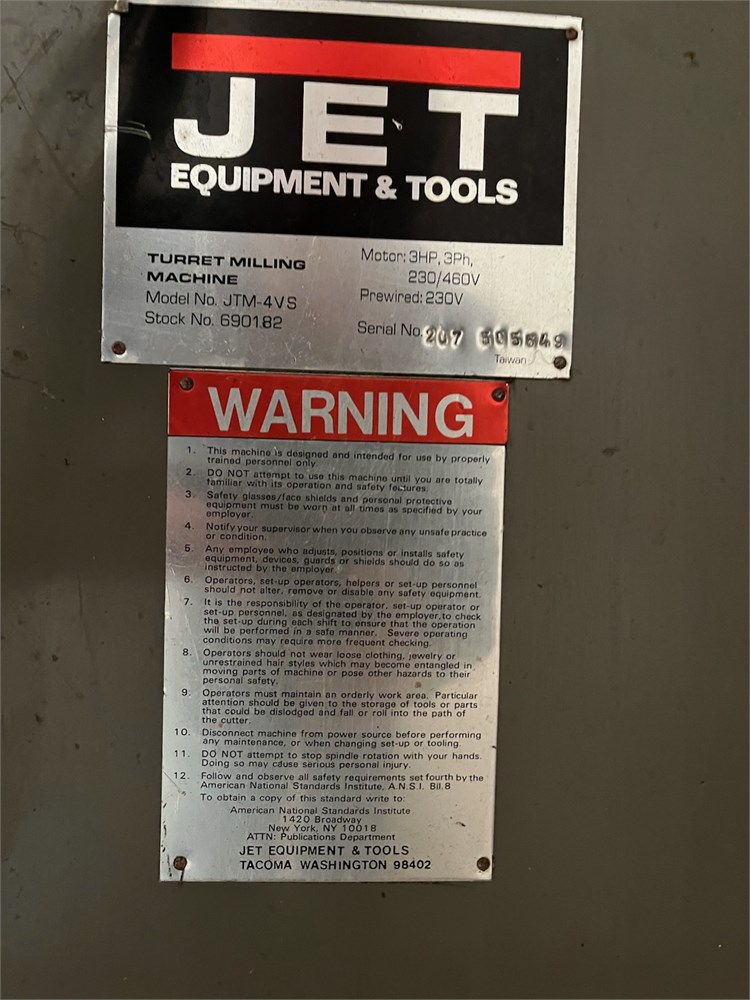 JET
EQUIPMENT & TOOLS
TURRET MILLING
MACHINE
Model No. JTM-4VS
Stock No. 690182
Motor: 3HP, 3Ph,
230/460V
Prewired: 230V
Serial No. 207 505649
Taiwan
WARNING
1. This machine is designed and intended for use by properly
trained personnel only.
2. DO NOT attempt to use this machine until you are totally
familiar with its operation and safety features.
3. Safety glasses/face shields and personal protective
equipment must be worn at all times as specified by your
employer.
4. Notify your supervisor when you observe any unsafe practice
or condition.
5. Any employee who adjusts, positions or installs safety
equipment, devices, guards or shields should do so as
instructed by the employer.
6. Operators, set-up operators, helpers or set-up personnel
should not alter, remove or disable any safety equipment.
7. It is the responsibility of the operator, set-up operator or
set-up personnel, as designated by the employer, to check
the set-up during each shift to ensure that the operation
will be performed in a safe manner. Severe operating
conditions may require more frequent checking.
8. Operators should not wear loose clothing, jewelry or
unrestrained hair styles which may become entangled in
moving parts of machine or pose other hazards to their
personal safety.
9. Operators must maintain an orderly work area. Particular
attention should be given to the storage of tools or parts
that could be dislodged and fall or roll into the path of
the cutter.
10. Disconnect machine from power source before performing
any maintenance, or when changing set-up or tooling.
11. DO NOT attempt to stop spindle rotation with your hands.
Doing so may cause serious personal injury.
12. Follow and observe all safety requirements set fourth by the
American National Standards Institute, A.N.S.I. BII.8
To obtain a copy of this standard write to:
American National Standards Institute
1420 Broadway
New York, NY 10018
ATTN: Publications Department
JET EQUIPMENT & TOOLS
TACOMA WASHINGTON 98402